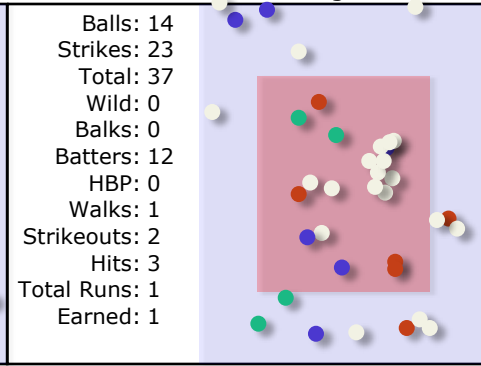 Balls: 14
Strikes: 23
Total: 37
Wild: 0
Balks: 0
Batters: 12
HBP: 0
Walks: 1
Strikeouts: 2
Hits: 3
Total Runs: 1
Earned: 1